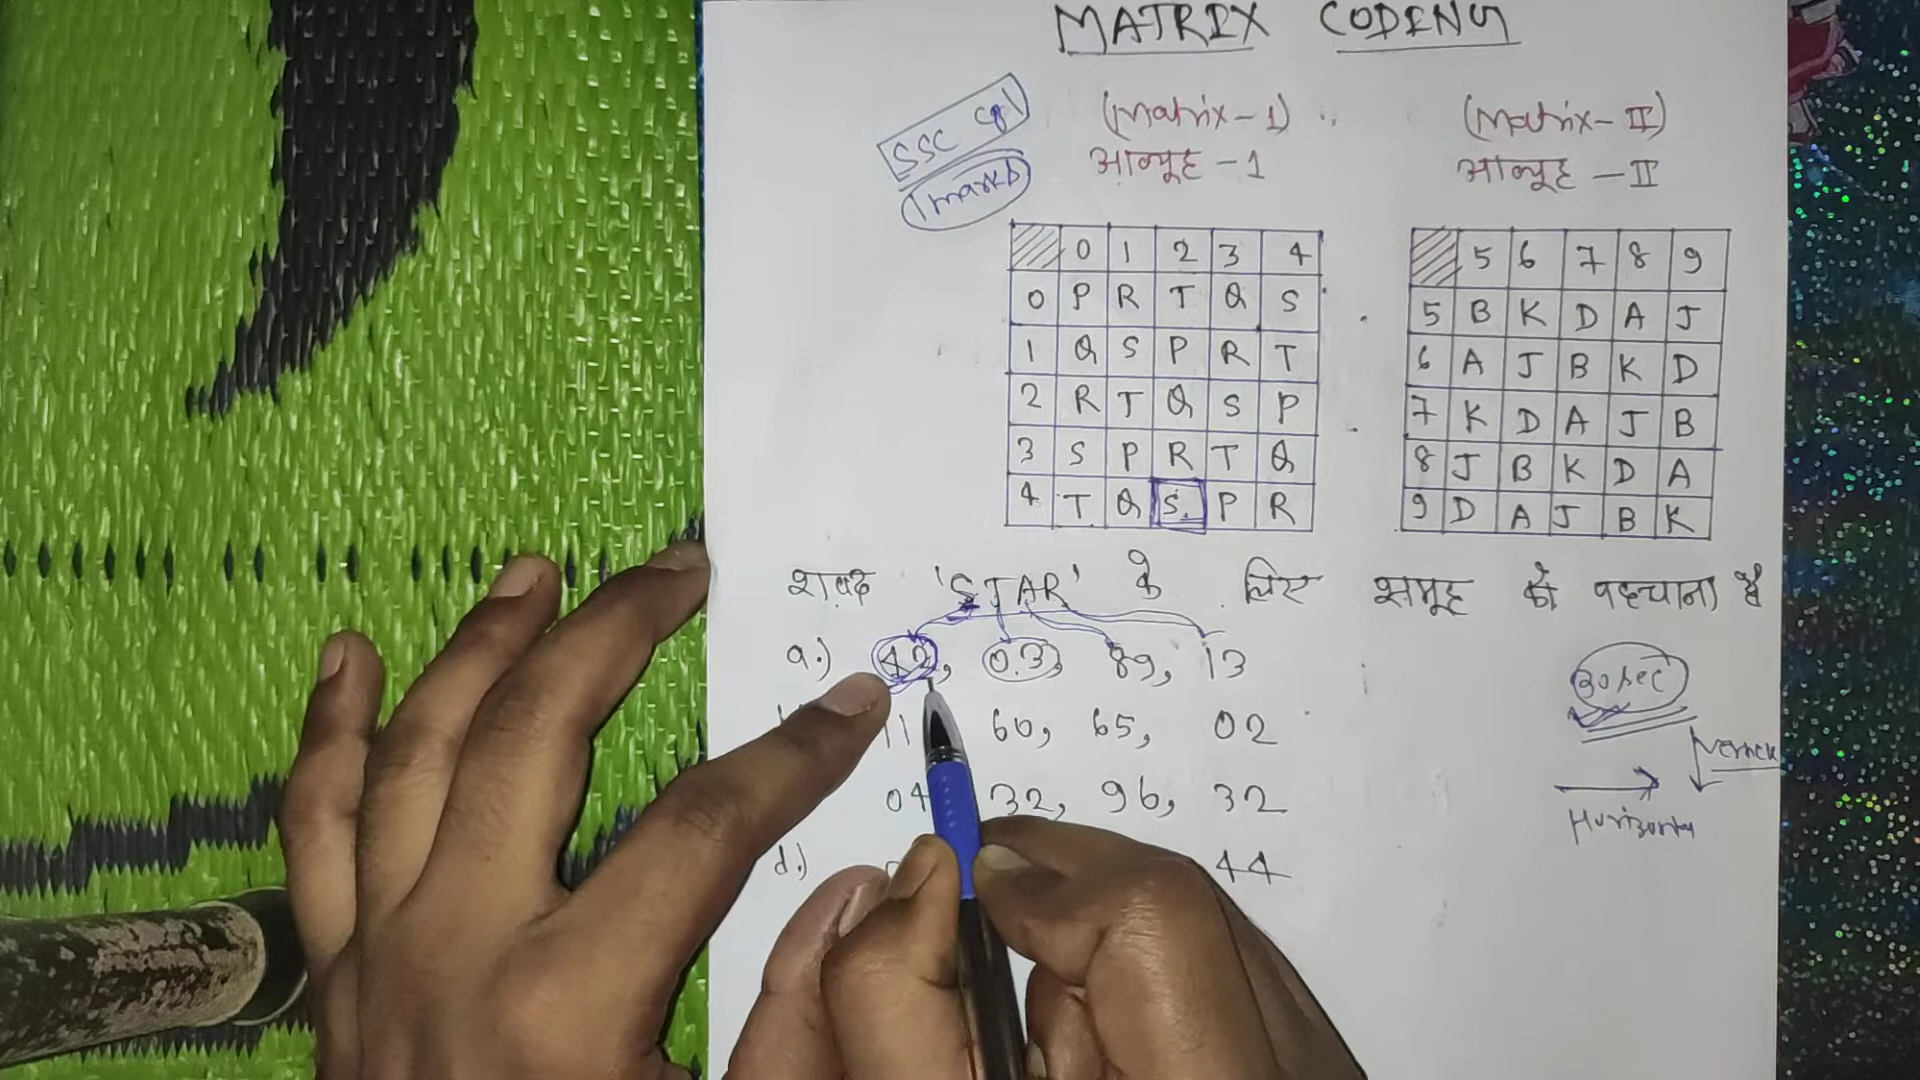 MATRIX CODING
SSC cgl
1 marks
(Matrix-1)
आव्यूह -1
(Matrix-II)
आव्यूह -II
0 1 2 3 4
0 P R T Q S
1 Q S P R T
2 R T Q S P
3 S P R T Q
4 T Q S P R
5 6 7 8 9
5 B K D A J
6 A J B K D
7 K D A J B
8 J B K D A
9 D A J B K
शब्द 'STAR' के लिए समूह को पहचाना है
a.) 42, 03, 89, 13
11 60, 65, 02
04 32, 96, 32
d.) 44
30 sec
Horizontal